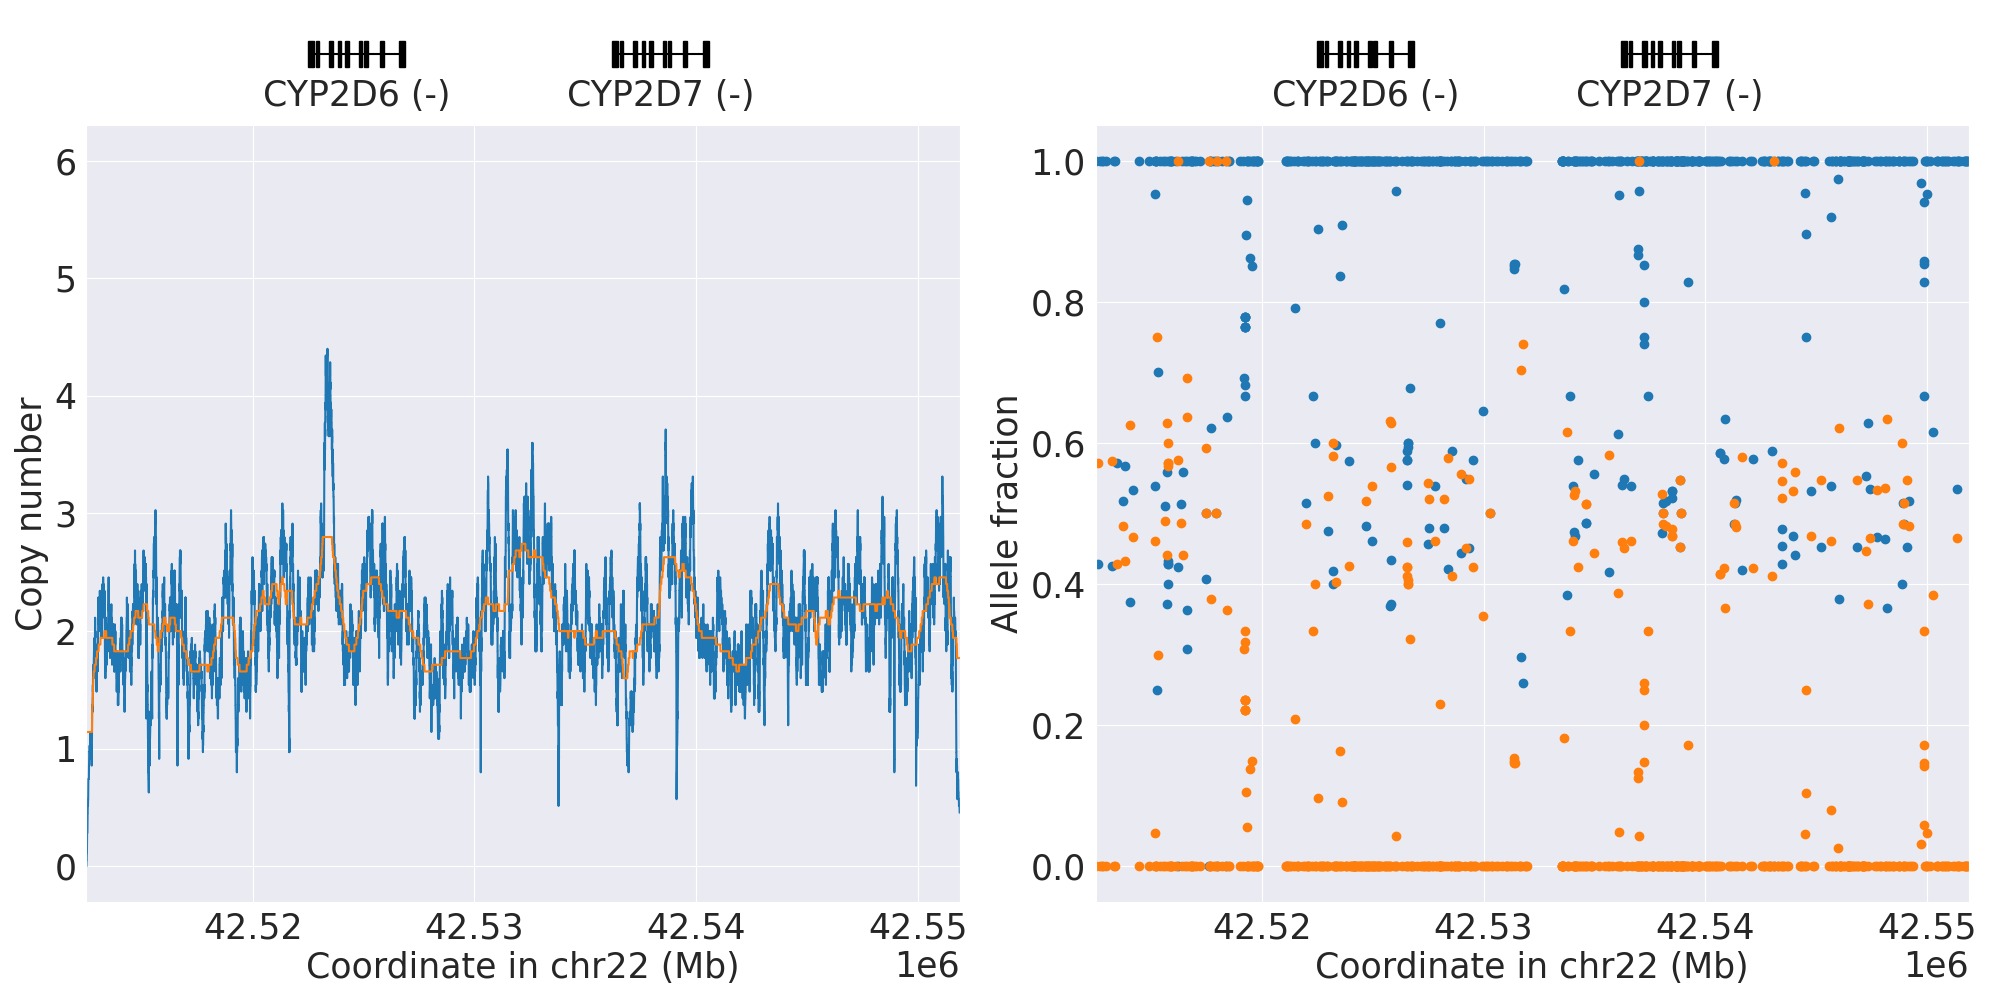 CYP2D6 (-) CYP2D7 (-)
Copy number
6
5
4
3
2
1
0
42.52 42.53 42.54 42.55
Coordinate in chr22 (Mb)
1e6
CYP2D6 (-) CYP2D7 (-)
Allele fraction
1.0
0.8
0.6
0.4
0.2
0.0
42.52 42.53 42.54 42.55
Coordinate in chr22 (Mb)
1e6